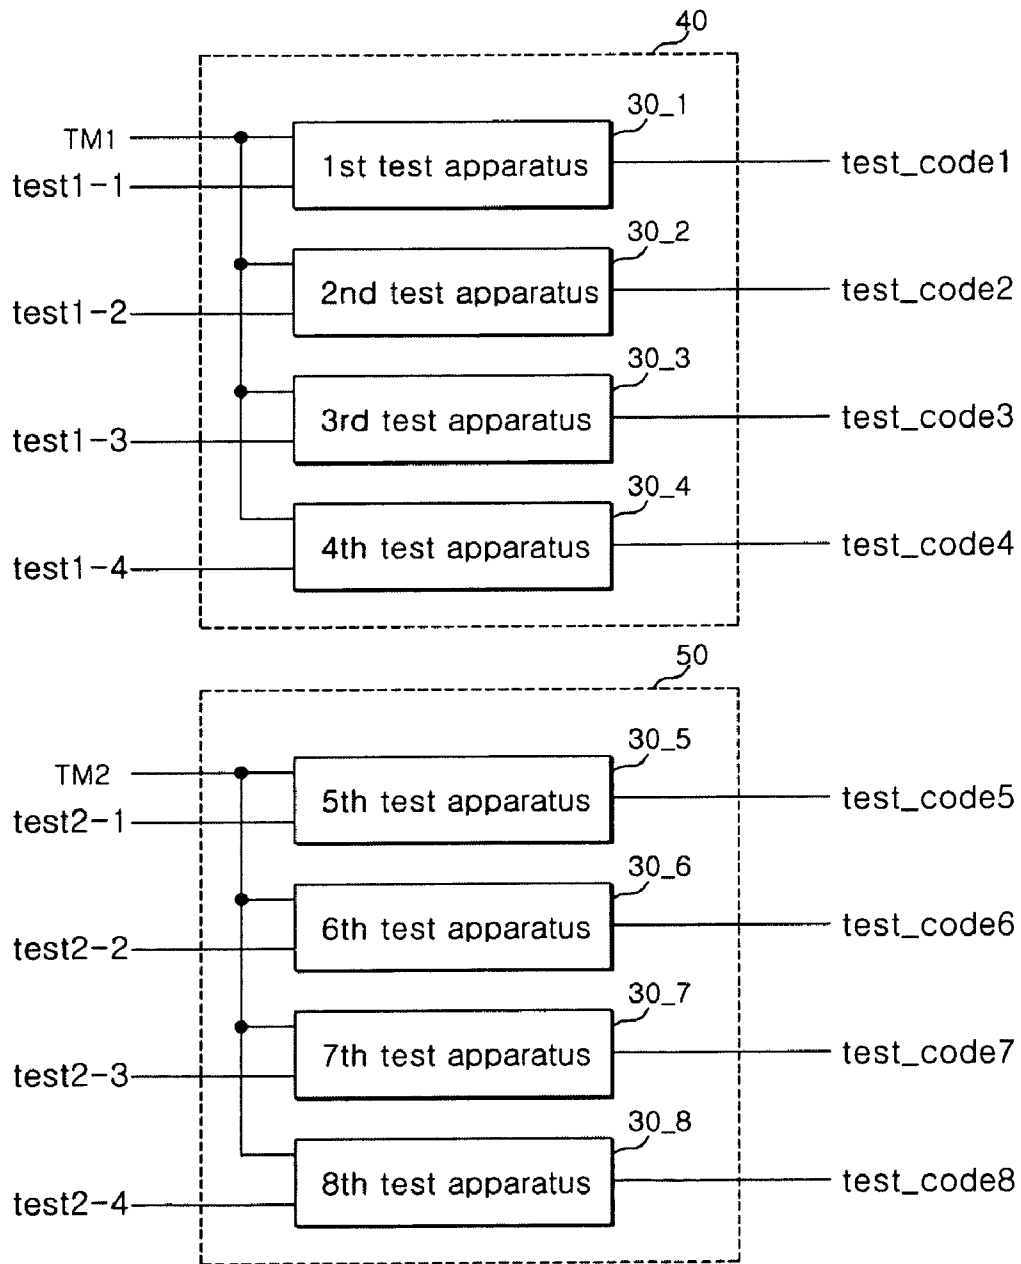 40
30_1
TM1
1st test apparatus
test_code1
test1-1
30_2
2nd test apparatus
test_code2
test1-2
30_3
3rd test apparatus
test_code3
test1-3
30_4
4th test apparatus
test_code4
test1-4
50
30_5
TM2
5th test apparatus
test_code5
test2-1
30_6
6th test apparatus
test_code6
test2-2
30_7
7th test apparatus
test_code7
test2-3
30_8
8th test apparatus
test_code8
test2-4